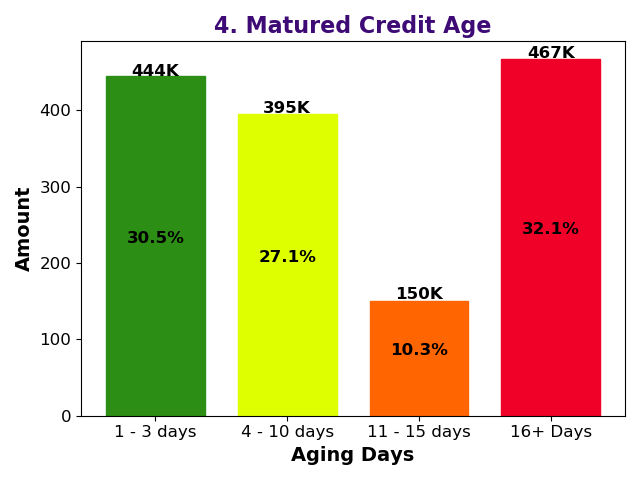 4. Matured Credit Age
444K
395K
150K
467K
30.5%
27.1%
10.3%
32.1%
Amount
400
300
200
100
0
1 - 3 days
4 - 10 days
11 - 15 days
16+ Days
Aging Days